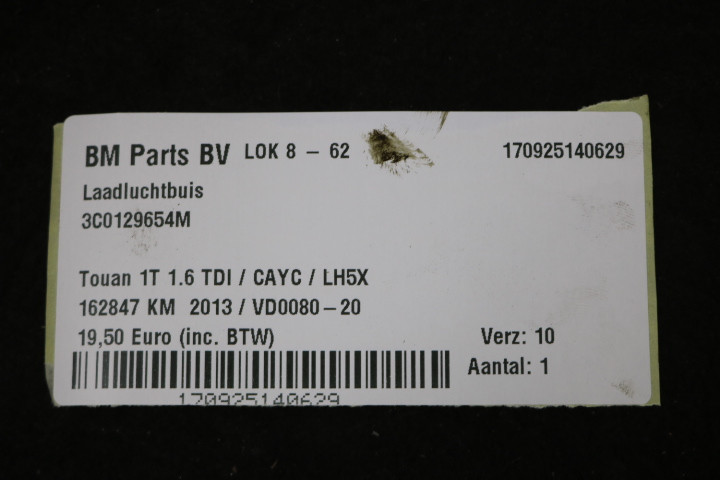 BM Parts BV LOK 8 - 62 170925140629
Laadluchtbuis
3C0129654M
Touan 1T 1.6 TDI / CAYC / LH5X
162847 KM 2013 / VD0080-20
19,50 Euro (inc. BTW) Verz: 10
Aantal: 1
170925140629